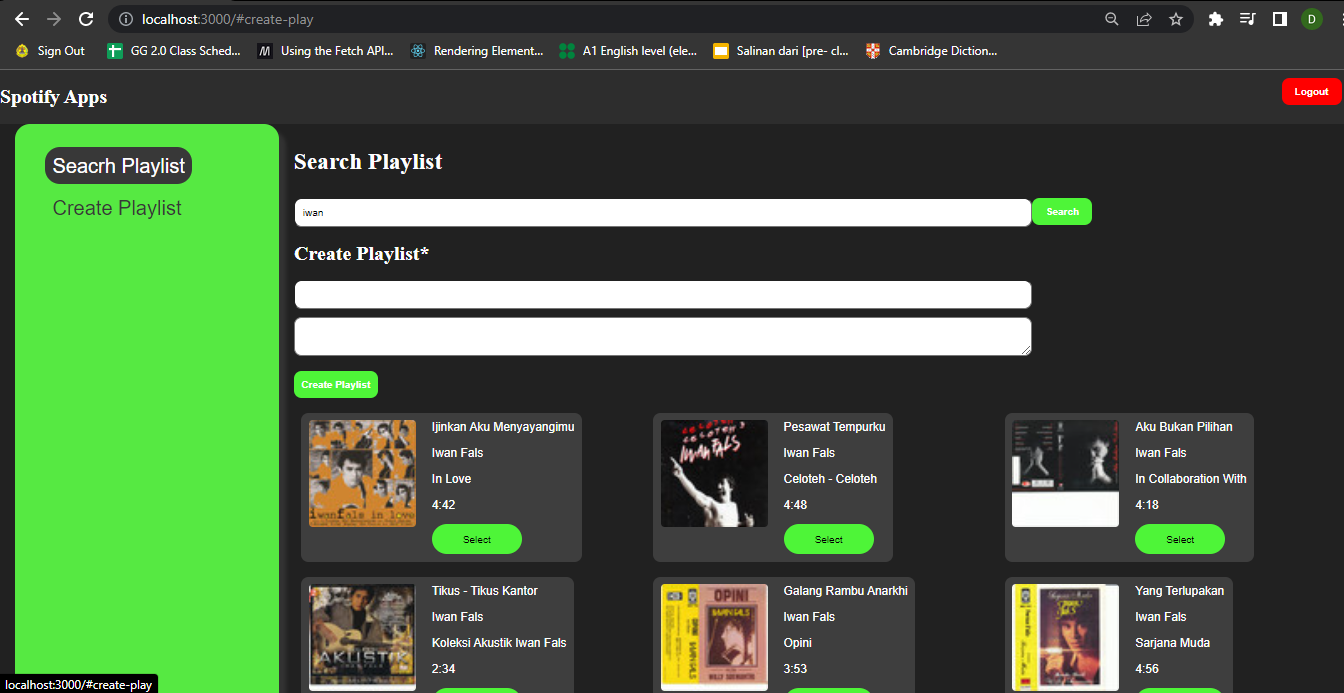 localhost:3000/#create-play
Sign Out
GG 2.0 Class Sched...
Using the Fetch API...
Rendering Element...
A1 English level (ele...
Salinan dari [pre- cl...
Cambridge Diction...
D
Spotify Apps
Logout
Seacrh Playlist
Create Playlist
Search Playlist
iwan
Search
Create Playlist*
Create Playlist
Ijinkan Aku Menyayangimu
Iwan Fals
In Love
4:42
Select
iwanfals in love
Pesawat Tempurku
Iwan Fals
Celoteh - Celoteh
4:48
Select
IWAN FALS
Aku Bukan Pilihan
Iwan Fals
In Collaboration With
4:18
Select
Tikus - Tikus Kantor
Iwan Fals
Koleksi Akustik Iwan Fals
2:34
AKUSTIK
Galang Rambu Anarkhi
Iwan Fals
Opini
3:53
OPINI
IWAN FALS
Yang Terlupakan
Iwan Fals
Sarjana Muda
4:56
localhost:3000/#create-play